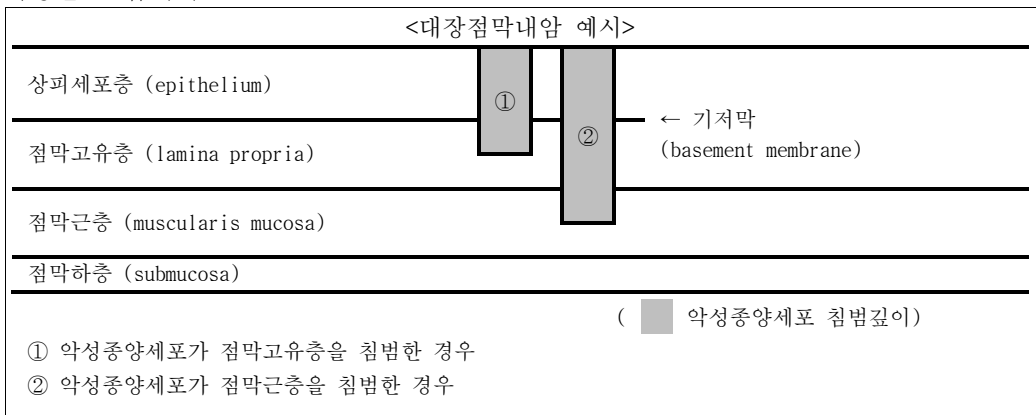 <대장점막내암 예시>
상피세포층 (epithelium)
①
← 기저막
②
점막고유층 (lamina propria)
(basement membrane)
점막근층 (muscularis mucosa)
점막하층 (submucosa)
( 악성종양세포 침범깊이)
① 악성종양세포가 점막고유층을 침범한 경우
② 악성종양세포가 점막근층을 침범한 경우